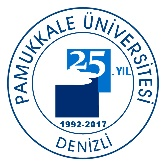 PAMUKKALE ÜNİVERSİTESİ
25.YIL
1992-2017
DENİZLİ